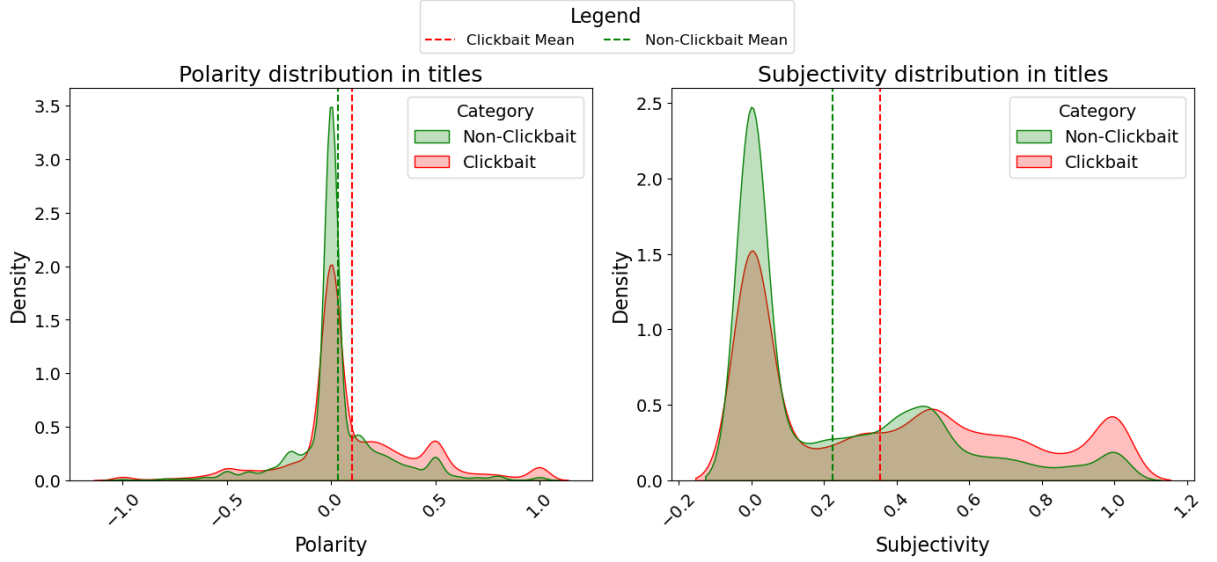 Legend
Clickbait Mean Non-Clickbait Mean
Polarity distribution in titles
Category
Non-Clickbait
Clickbait
Density
3.5
3.0
2.5
2.0
1.5
1.0
0.5
0.0
−1.0 −0.5 0.0 0.5 1.0
Polarity
Subjectivity distribution in titles
Category
Non-Clickbait
Clickbait
Density
2.5
2.0
1.5
1.0
0.5
0.0
−0.2 0.0 0.2 0.4 0.6 0.8 1.0 1.2
Subjectivity